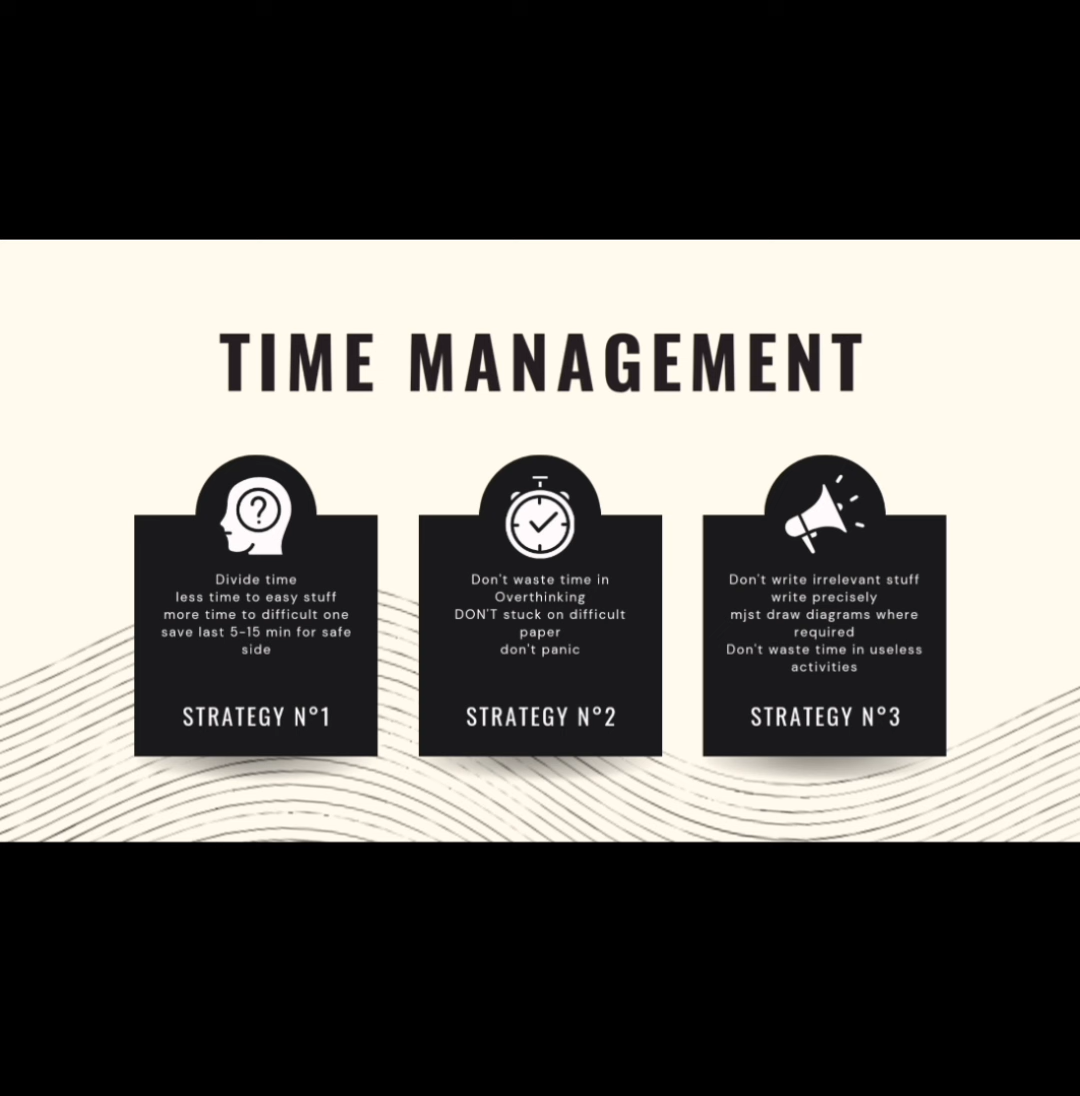 TIME MANAGEMENT
Divide time
less time to easy stuff
more time to difficult one
save last 5-15 min for safe
side
STRATEGY N°1
Don't waste time in
Overthinking
DON'T stuck on difficult
paper
don't panic
STRATEGY N°2
Don't write irrelevant stuff
write precisely
mjst draw diagrams where
required
Don't waste time in useless
activities
STRATEGY N°3